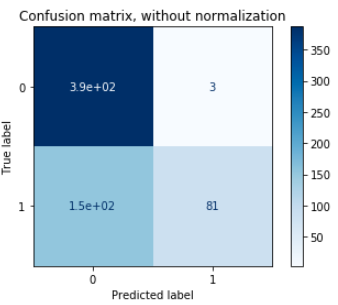 Confusion matrix, without normalization
True label
0
3.9e+02
3
1
1.5e+02
81
0
1
Predicted label
350
300
250
200
150
100
50